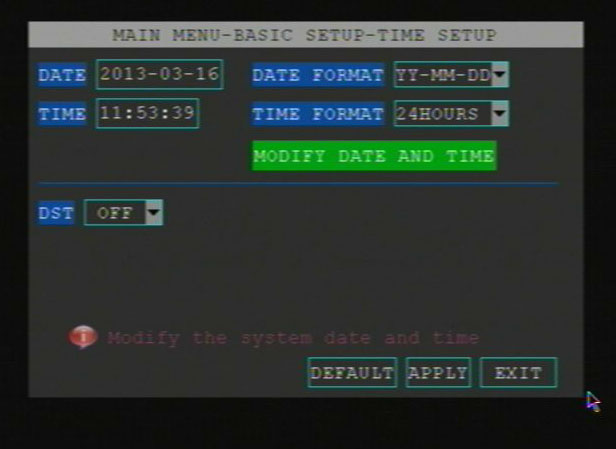 MAIN MENU-BASIC SETUP-TIME SETUP
DATE 2013-03-16 DATE FORMAT YY-MM-DD
TIME 11:53:39 TIME FORMAT 24HOURS
MODIFY DATE AND TIME
DST OFF
Modify the system date and time
DEFAULT APPLY EXIT